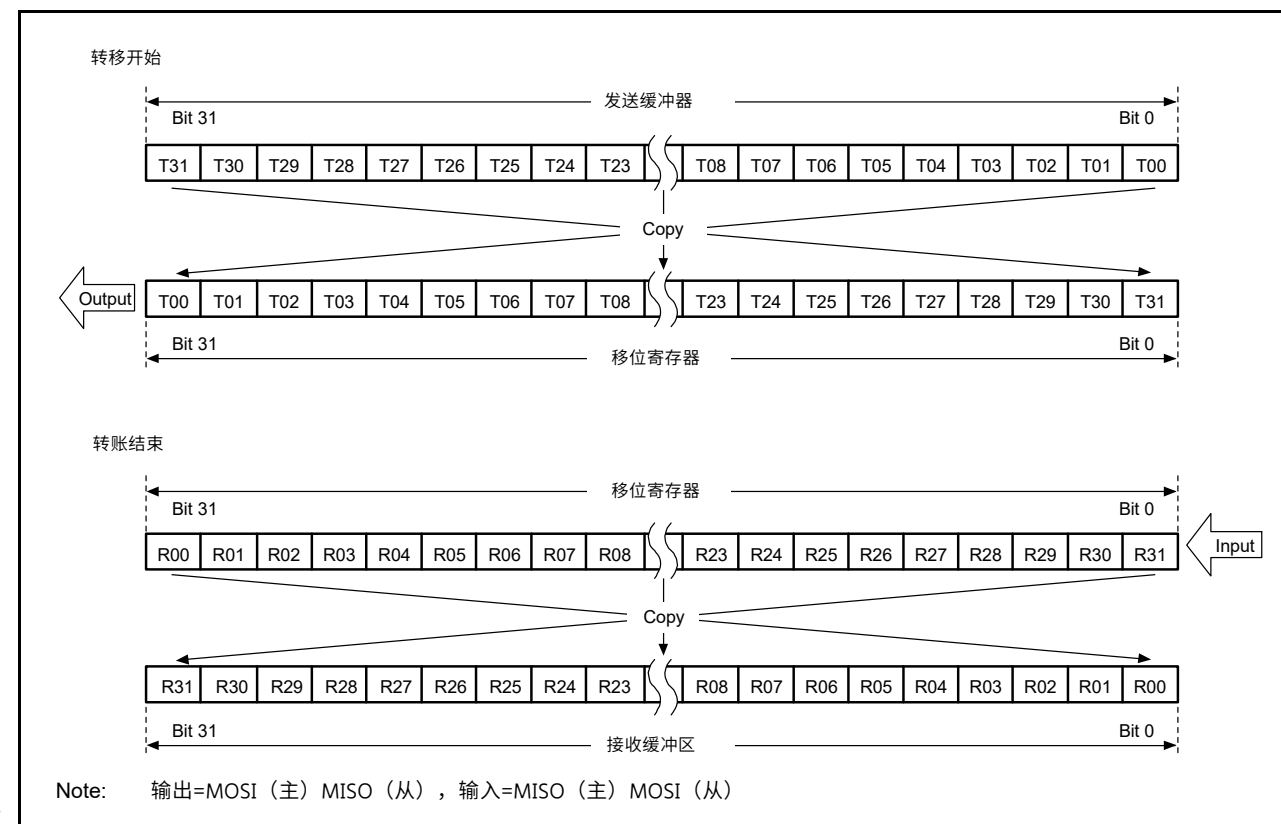 转移开始
发送缓冲器
Bit 31 Bit 0
T31 T30 T29 T28 T27 T26 T25 T24 T23 T08 T07 T06 T05 T04 T03 T02 T01 T00
Copy
Output T00 T01 T02 T03 T04 T05 T06 T07 T08 T23 T24 T25 T26 T27 T28 T29 T30 T31
Bit 31 Bit 0
移位寄存器
转账结束
移位寄存器
Bit 31 Bit 0
R00 R01 R02 R03 R04 R05 R06 R07 R08 R23 R24 R25 R26 R27 R28 R29 R30 R31 Input
Copy
R31 R30 R29 R28 R27 R26 R25 R24 R23 R08 R07 R06 R05 R04 R03 R02 R01 R00
Bit 31 Bit 0
接收缓冲区
Note: 输出=MOSI（主）MISO（从），输入=MISO（主）MOSI（从）